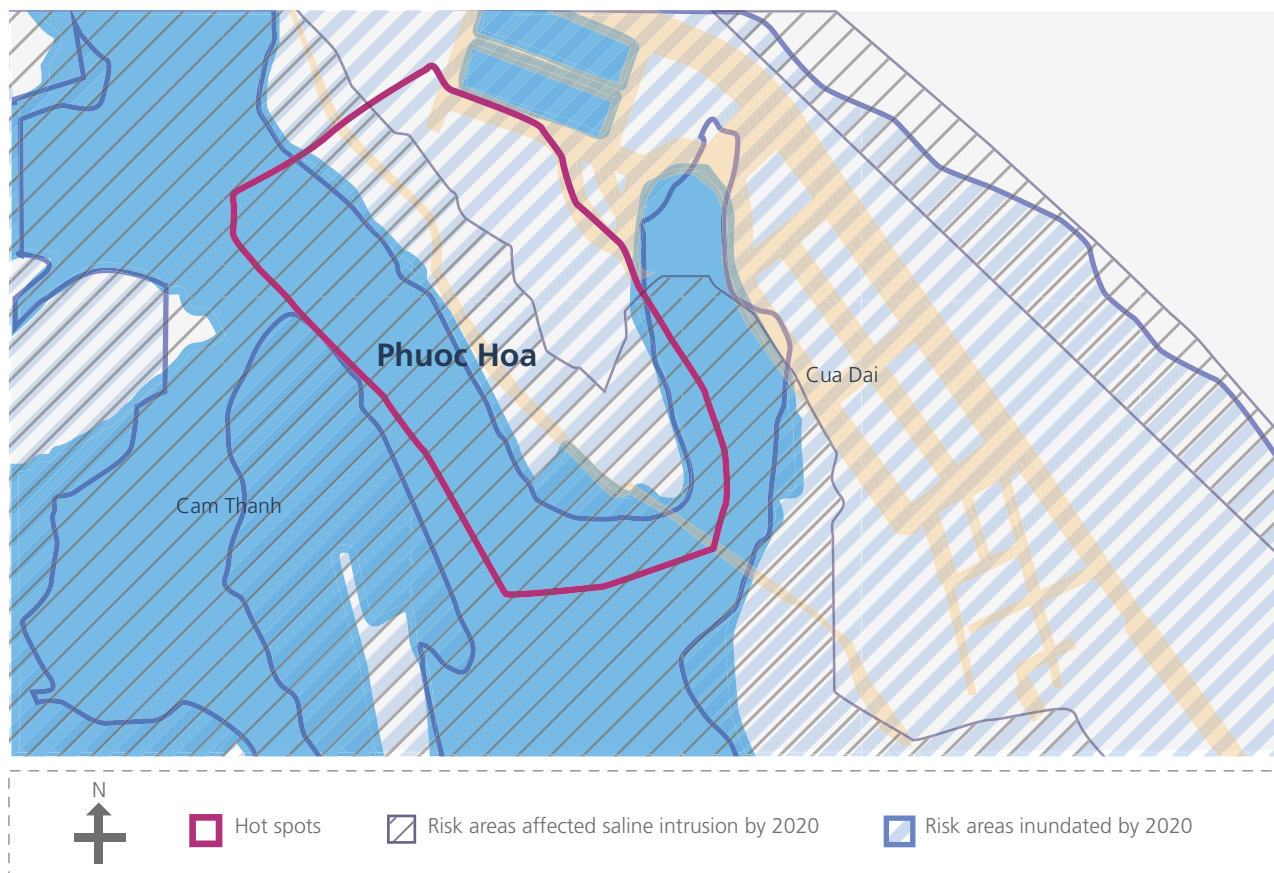 Phuoc Hoa
Cua Dai
Cam Thanh
N
Hot spots
Risk areas affected saline intrusion by 2020
Risk areas inundated by 2020